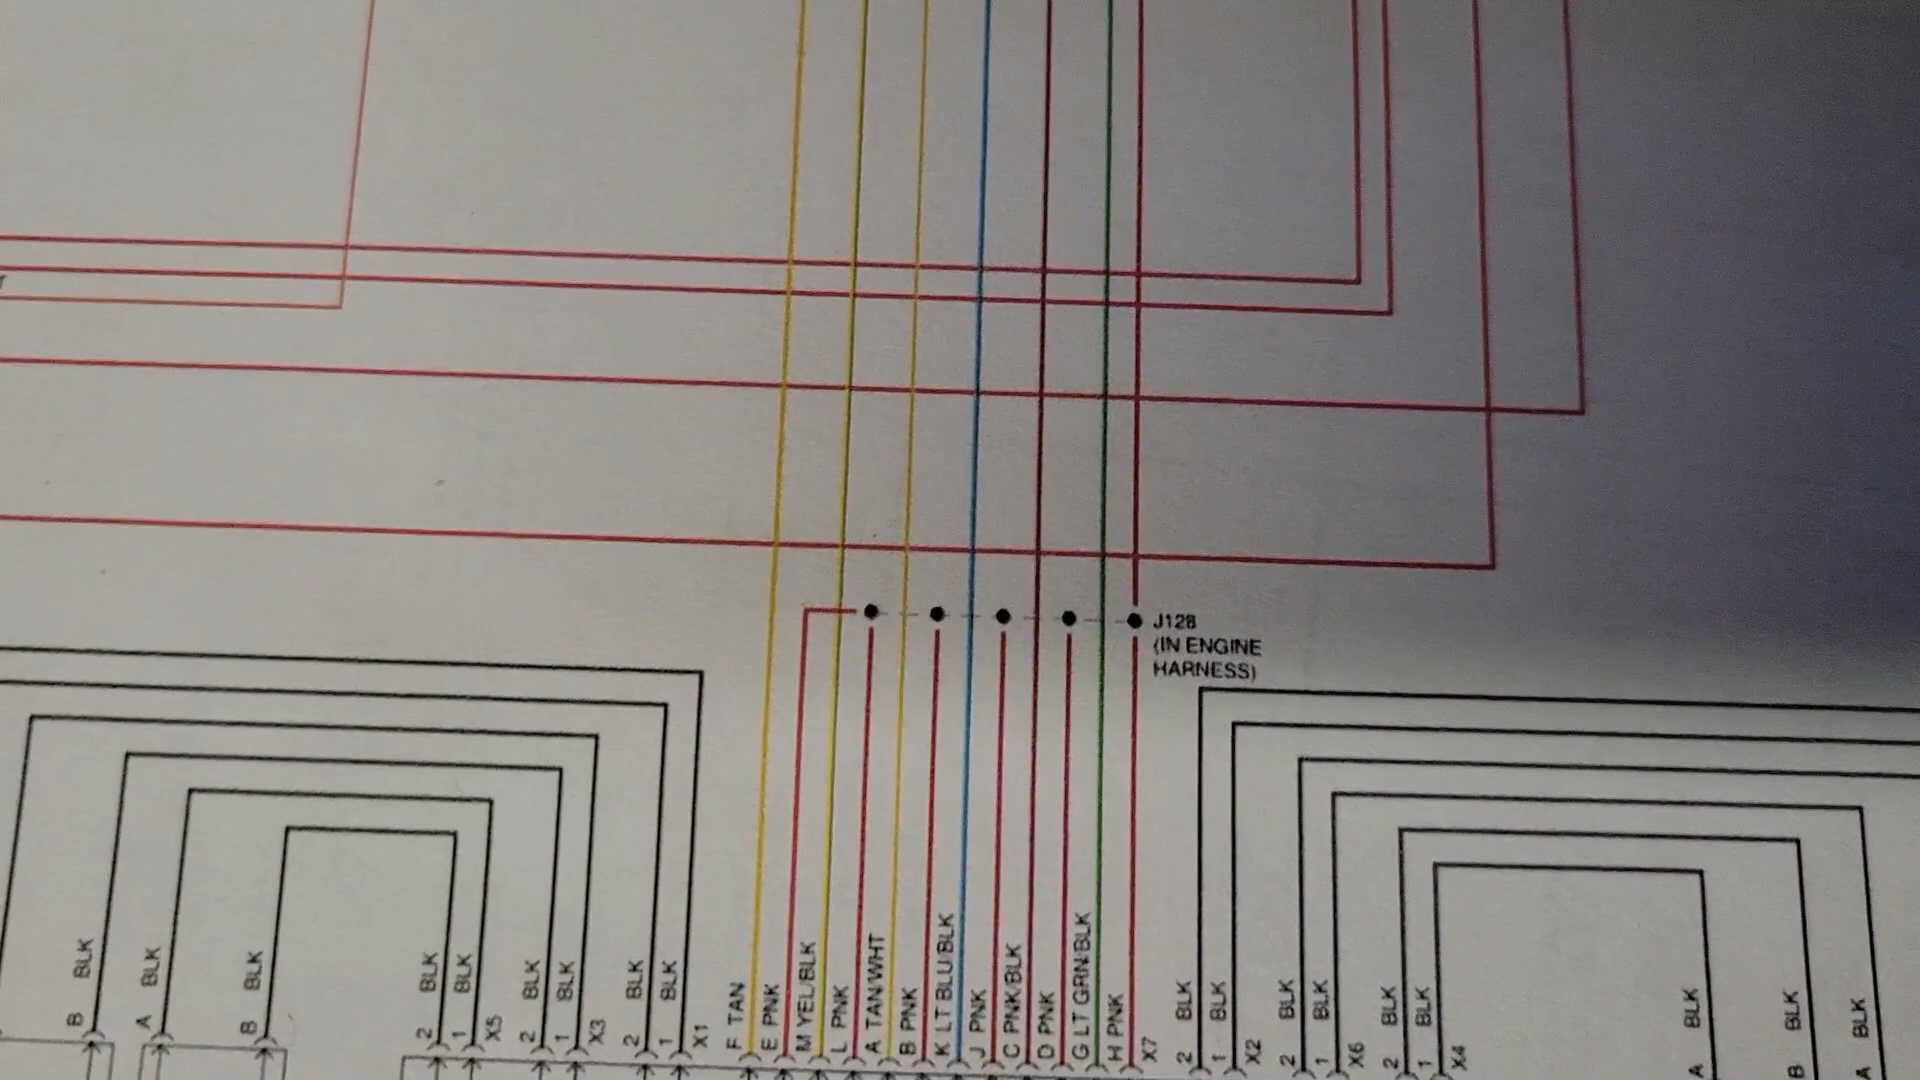 J128
(IN ENGINE
HARNESS)
B BLK
A BLK
B BLK
2 BLK
1 BLK
X5
2 BLK
1 BLK
X3
2 BLK
1 BLK
X1
F TAN
E PNK
M YEL/BLK
L PNK
A TAN/WHT
B PNK
K LT BLU/BLK
J PNK
C PNK/BLK
D PNK
G LT GRN/BLK
H PNK
X7
2 BLK
1 BLK
X2
2 BLK
1 BLK
X6
2 BLK
1 BLK
X4
A BLK
B BLK
A BLK